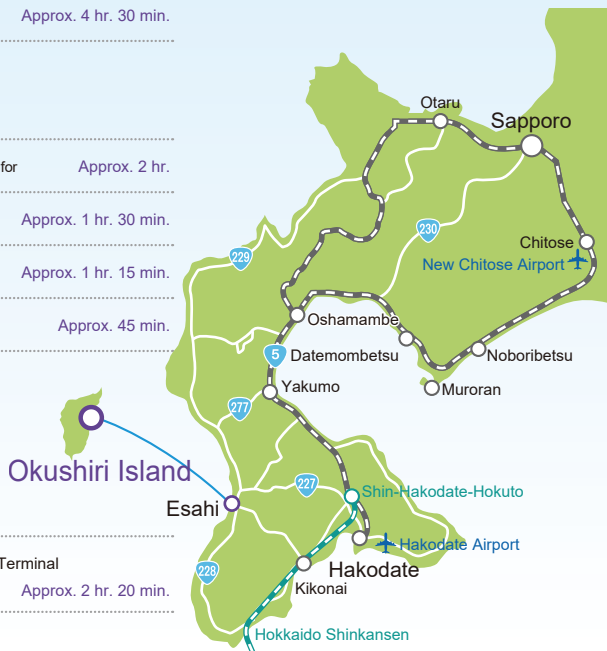 Approx. 4 hr. 30 min.
for
Approx. 2 hr.
Approx. 1 hr. 30 min.
Approx. 1 hr. 15 min.
Approx. 45 min.
Terminal
Approx. 2 hr. 20 min.
Otaru
Sapporo
230
Chitose
New Chitose Airport
229
Oshamambe
5
Datemombetsu
Noboribetsu
Yakumo
Muroran
277
Okushiri Island
227
Shin-Hakodate-Hokuto
Esahi
Hakodate Airport
Hakodate
228
Kikonai
Hokkaido Shinkansen